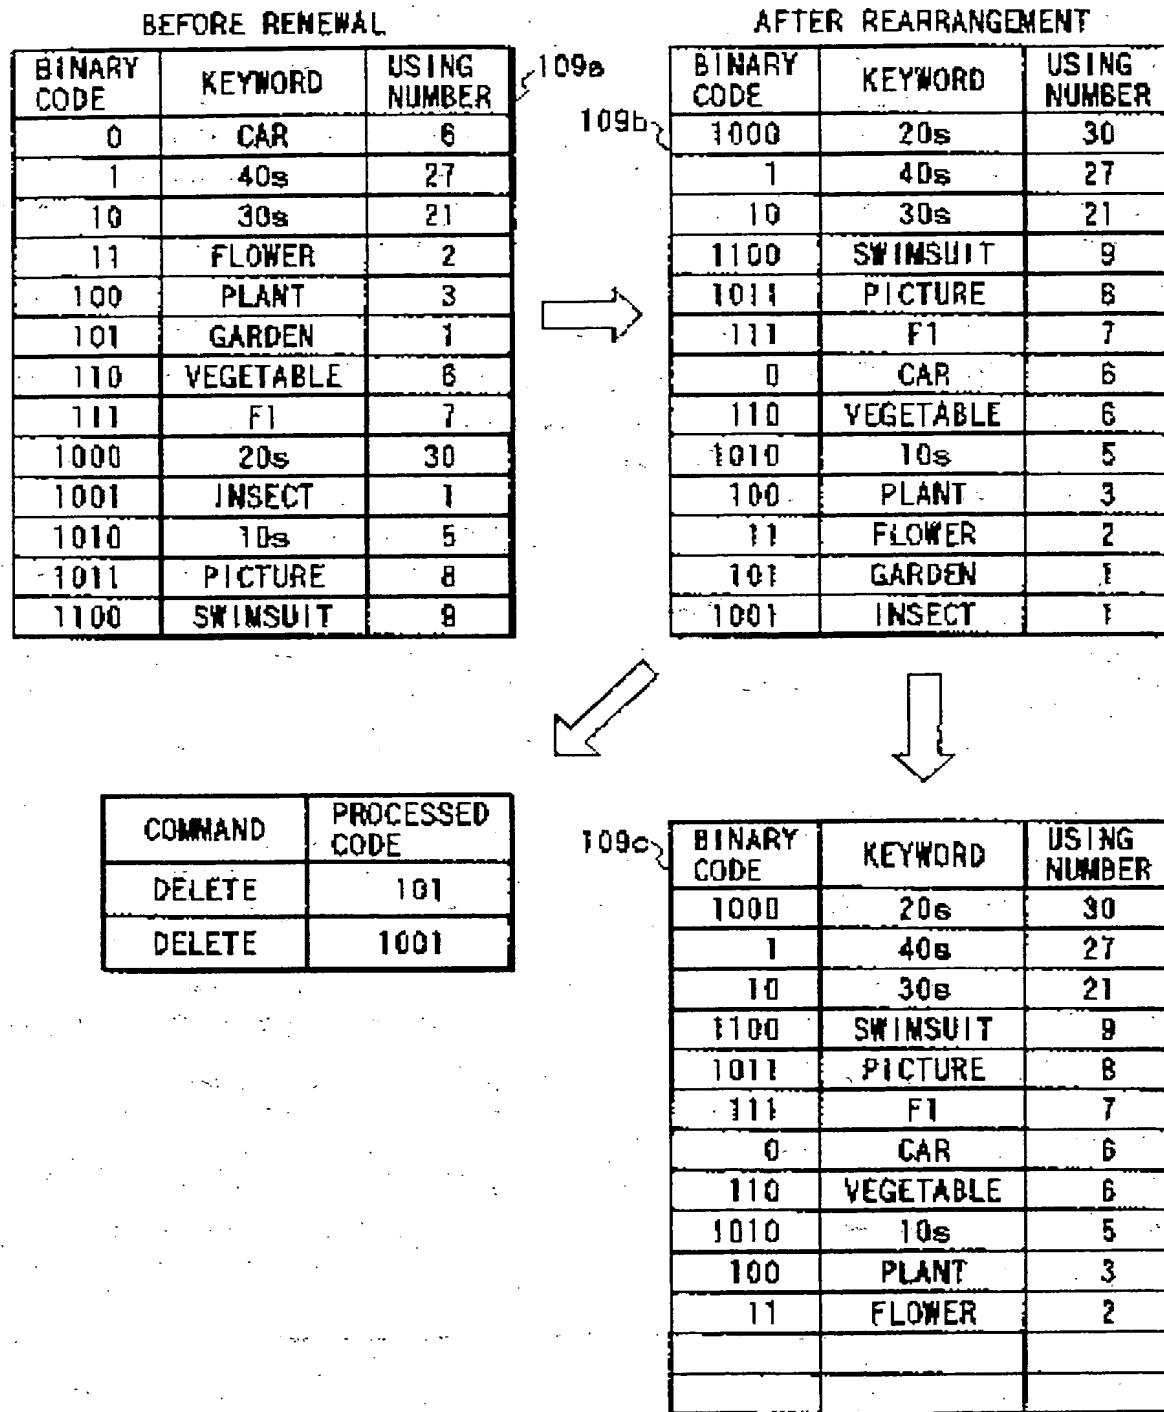 BEFORE RENEWAL
BINARY CODE KEYWORD USING NUMBER
109a
0 CAR 6
1 40s 27
10 30s 21
11 FLOWER 2
100 PLANT 3
101 GARDEN 1
110 VEGETABLE 6
111 F1 7
1000 20s 30
1001 INSECT 1
1010 10s 5
1011 PICTURE 8
1100 SWIMSUIT 9
AFTER REARRANGEMENT
BINARY CODE KEYWORD USING NUMBER
109b
1000 20s 30
1 40s 27
10 30s 21
1100 SWIMSUIT 9
1011 PICTURE 8
111 F1 7
0 CAR 6
110 VEGETABLE 6
1010 10s 5
100 PLANT 3
11 FLOWER 2
101 GARDEN 1
1001 INSECT 1
COMMAND PROCESSED CODE
DELETE 101
DELETE 1001
109c
BINARY CODE KEYWORD USING NUMBER
1000 20s 30
1 40s 27
10 30s 21
1100 SWIMSUIT 9
1011 PICTURE 8
111 F1 7
0 CAR 6
110 VEGETABLE 6
1010 10s 5
100 PLANT 3
11 FLOWER 2